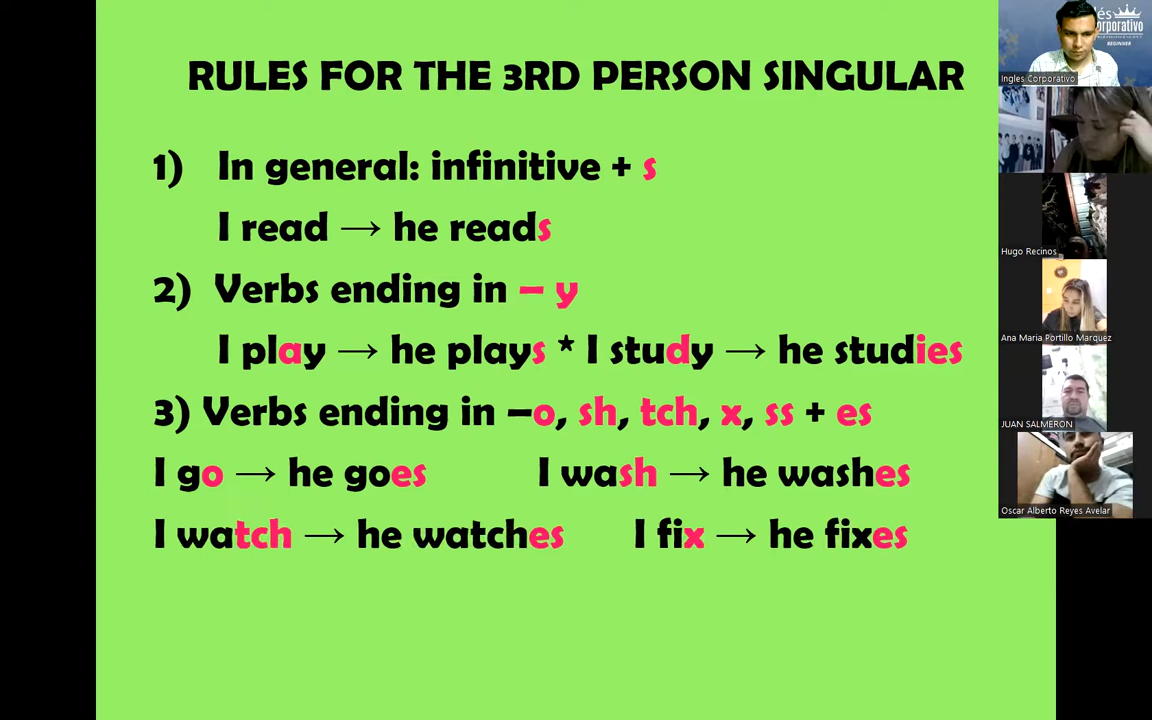 RULES FOR THE 3RD PERSON SINGULAR
1) In general: infinitive + s
I read → he reads
2) Verbs ending in – y
I play → he plays * I study → he studies
3) Verbs ending in –o, sh, tch, x, ss + es
I go → he goes I wash → he washes
I watch → he watches I fix → he fixes
és
orporativo
BEGINNER
Ingles Corporativo
Hugo Recinos
Ana Maria Portillo Marquez
JUAN SALMERON
Oscar Alberto Reyes Avelar